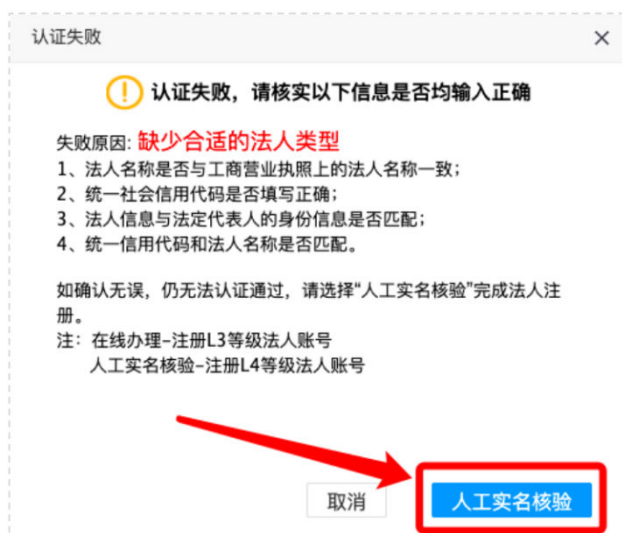 认证失败
认证失败，请核实以下信息是否均输入正确
失败原因: 缺少合适的法人类型
1、法人名称是否与工商营业执照上的法人名称一致；
2、统一社会信用代码是否填写正确；
3、法人信息与法定代表人的身份信息是否匹配；
4、统一信用代码和法人名称是否匹配。
如确认无误，仍无法认证通过，请选择“人工实名核验”完成法人注
册。
注：在线办理-注册L3等级法人账号
人工实名核验-注册L4等级法人账号
取消
人工实名核验